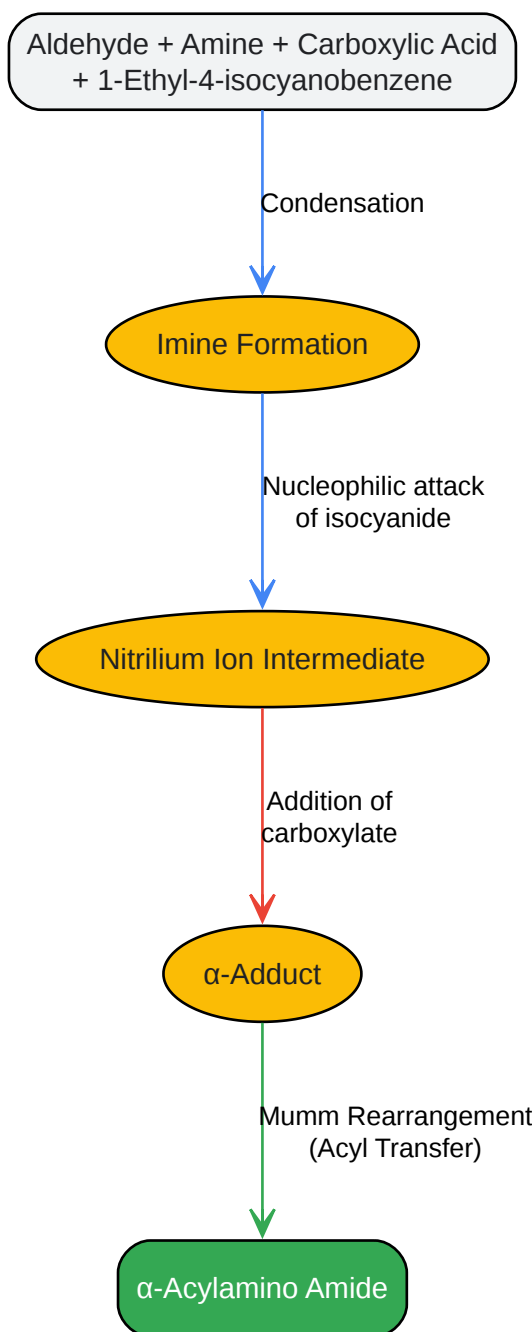 Aldehyde + Amine + Carboxylic Acid
+ 1-Ethyl-4-isocyanobenzene
Condensation
Imine Formation
Nucleophilic attack
of isocyanide
Nitrilium Ion Intermediate
Addition of
carboxylate
α-Adduct
Mumm Rearrangement
(Acyl Transfer)
α-Acylamino Amide